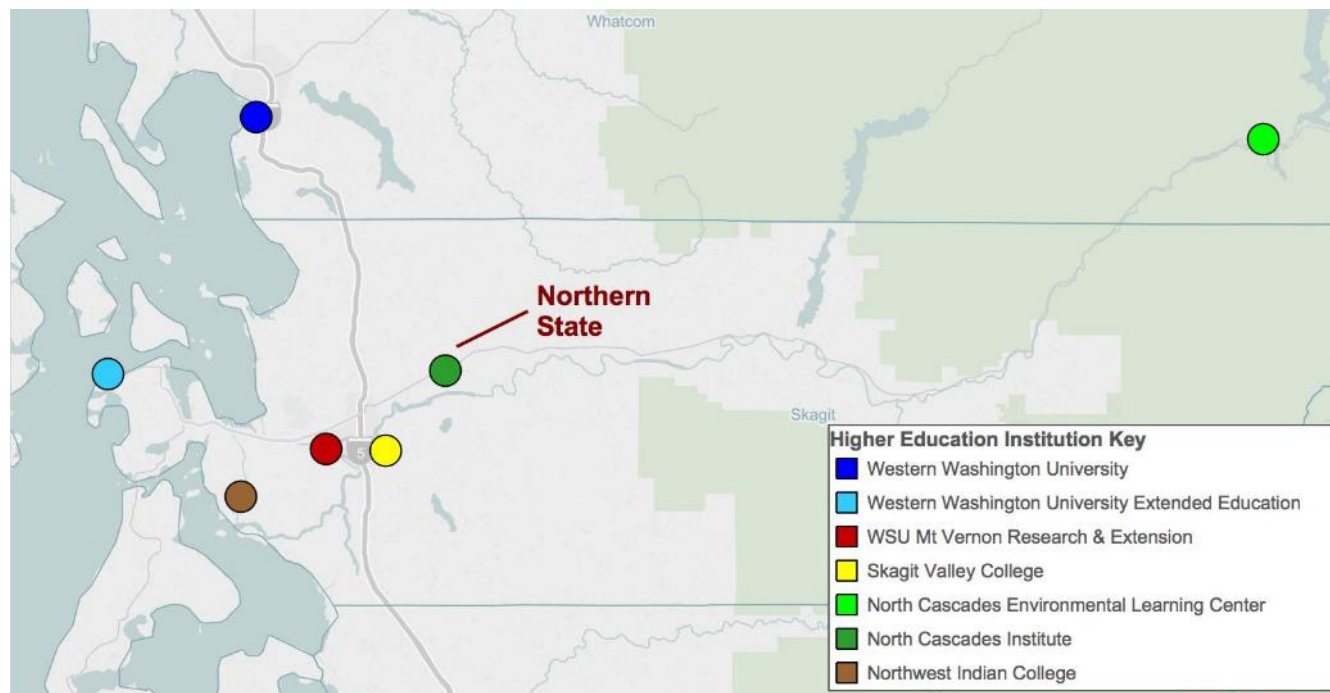 Whatcom
Northern
State
Skagit
5
Higher Education Institution Key
Western Washington University
Western Washington University Extended Education
WSU Mt Vernon Research & Extension
Skagit Valley College
North Cascades Environmental Learning Center
North Cascades Institute
Northwest Indian College